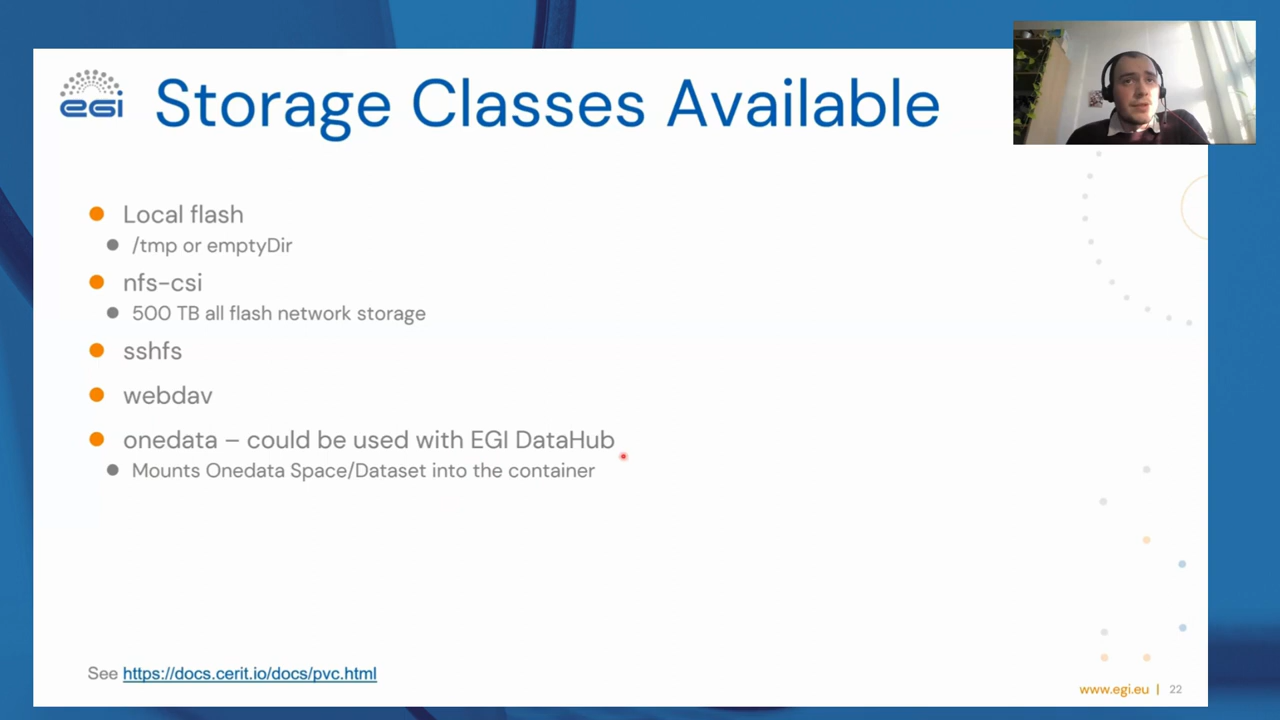 egi
Storage Classes Available
Local flash
/tmp or emptyDir
nfs-csi
500 TB all flash network storage
sshfs
webdav
onedata – could be used with EGI DataHub
Mounts Onedata Space/Dataset into the container
See https://docs.cerit.io/docs/pvc.html
www.egi.eu | 22